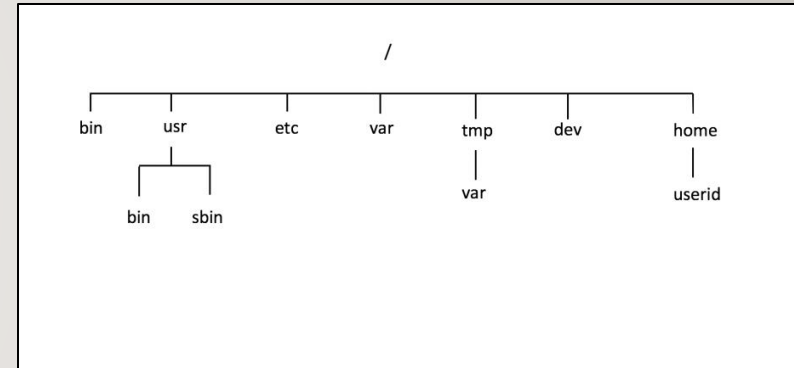 /
bin usr etc var tmp dev home
var userid
bin sbin